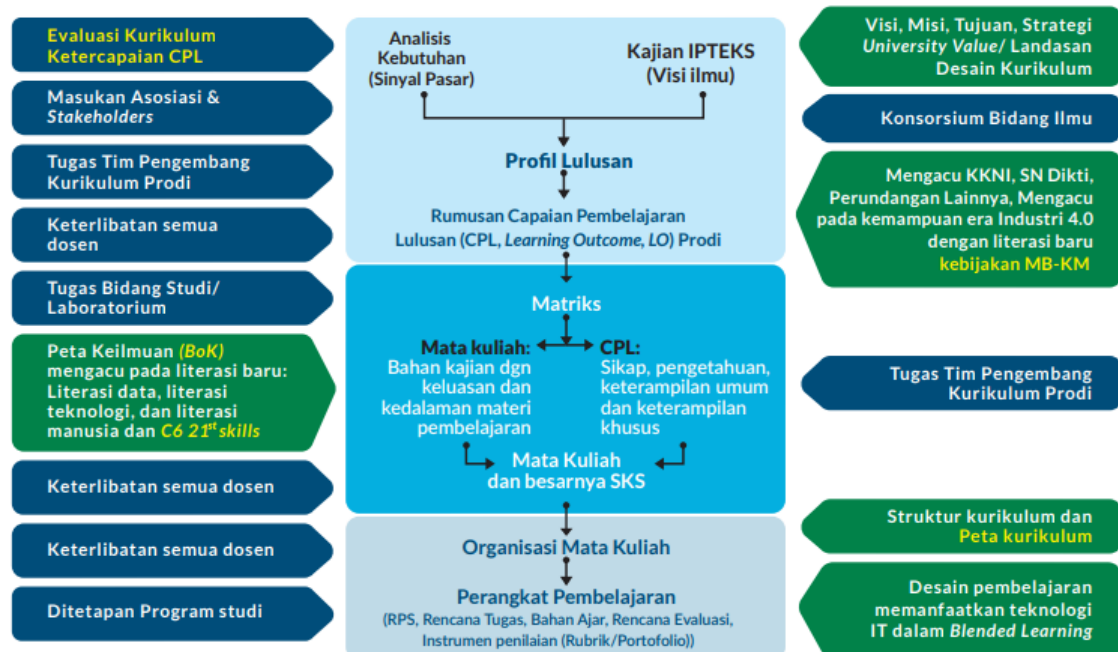 Evaluasi Kurikulum
Ketercapaian CPL
Masukan Asosiasi &
Stakeholders
Tugas Tim Pengembang
Kurikulum Prodi
Keterlibatan semua
dosen
Tugas Bidang Studi/
Laboratorium
Peta Keilmuan (BoK)
mengacu pada literasi baru:
Literasi data, literasi
teknologi, dan literasi
manusia dan C6 21st skills
Keterlibatan semua dosen
Keterlibatan semua dosen
Ditetapan Program studi
Analisis
Kebutuhan
(Sinyal Pasar)
Kajian IPTEKS
(Visi ilmu)
Profil Lulusan
Rumusan Capaian Pembelajaran
Lulusan (CPL, Learning Outcome, LO) Prodi
Matriks
Mata kuliah:
Bahan kajian dgn
keluasan dan
kedalaman materi
pembelajaran
CPL:
Sikap, pengetahuan,
keterampilan umum
dan keterampilan
khusus
Mata Kuliah
dan besarnya SKS
Organisasi Mata Kuliah
Perangkat Pembelajaran
(RPS, Rencana Tugas, Bahan Ajar, Rencana Evaluasi,
Instrumen penilaian (Rubrik/Portofolio))
Visi, Misi, Tujuan, Strategi
University Value/ Landasan
Desain Kurikulum
Konsorsium Bidang Ilmu
Mengacu KKNI, SN Dikti,
Perundangan Lainnya, Mengacu
pada kemampuan era Industri 4.0
dengan literasi baru
kebijakan MB-KM
Tugas Tim Pengembang
Kurikulum Prodi
Struktur kurikulum dan
Peta kurikulum
Desain pembelajaran
memanfaatkan teknologi
IT dalam Blended Learning